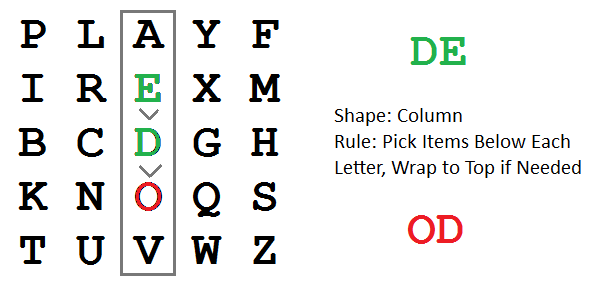 P L A Y F
I R E X M
B C D G H
K N O Q S
T U V W Z
DE
Shape: Column
Rule: Pick Items Below Each
Letter, Wrap to Top if Needed
OD